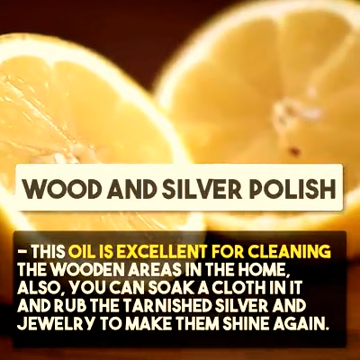 WOOD AND SILVER POLISH
– THIS OIL IS EXCELLENT FOR CLEANING
THE WOODEN AREAS IN THE HOME,
ALSO, YOU CAN SOAK A CLOTH IN IT
AND RUB THE TARNISHED SILVER AND
JEWELRY TO MAKE THEM SHINE AGAIN.